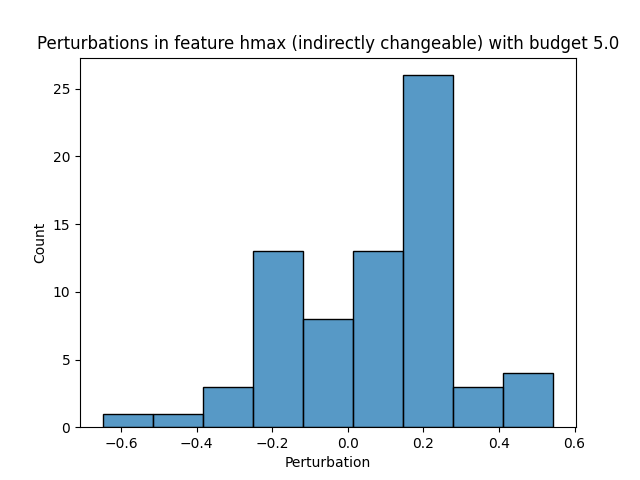 Perturbations in feature hmax (indirectly changeable) with budget 5.0
25
20
15
10
5
0
Count
−0.6 −0.4 −0.2 0.0 0.2 0.4 0.6
Perturbation